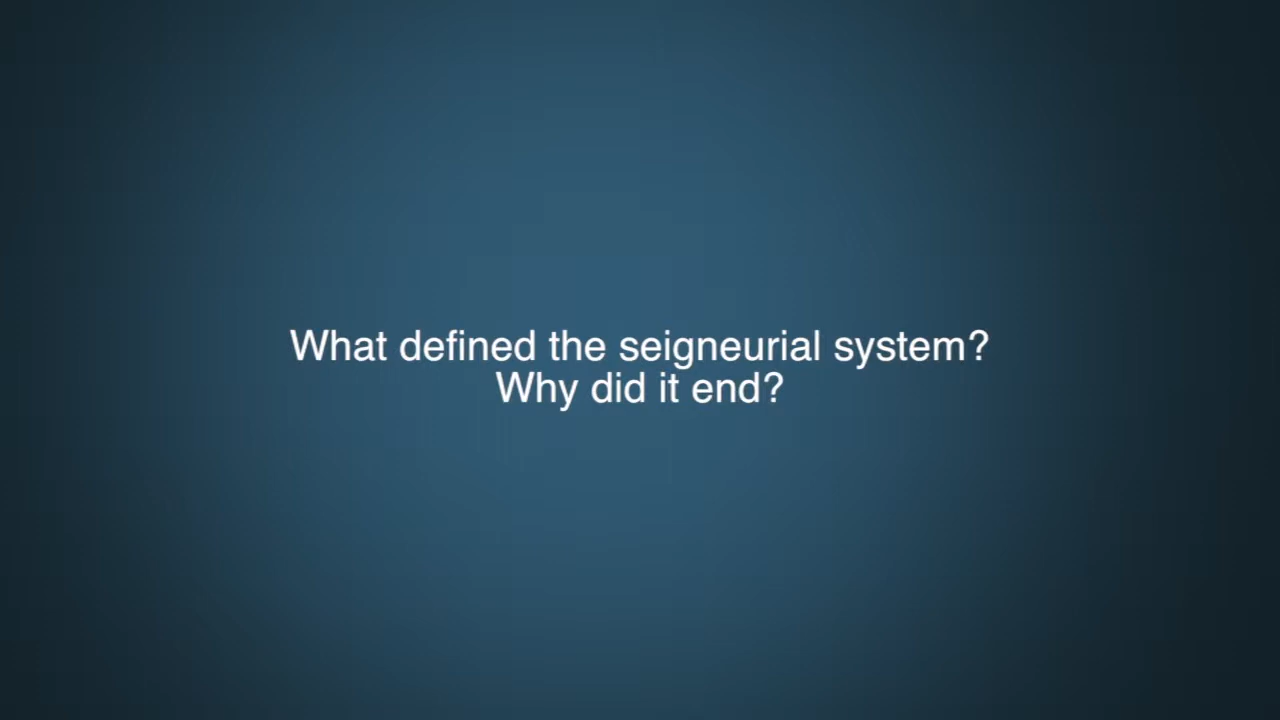 What defined the seigneurial system?
Why did it end?